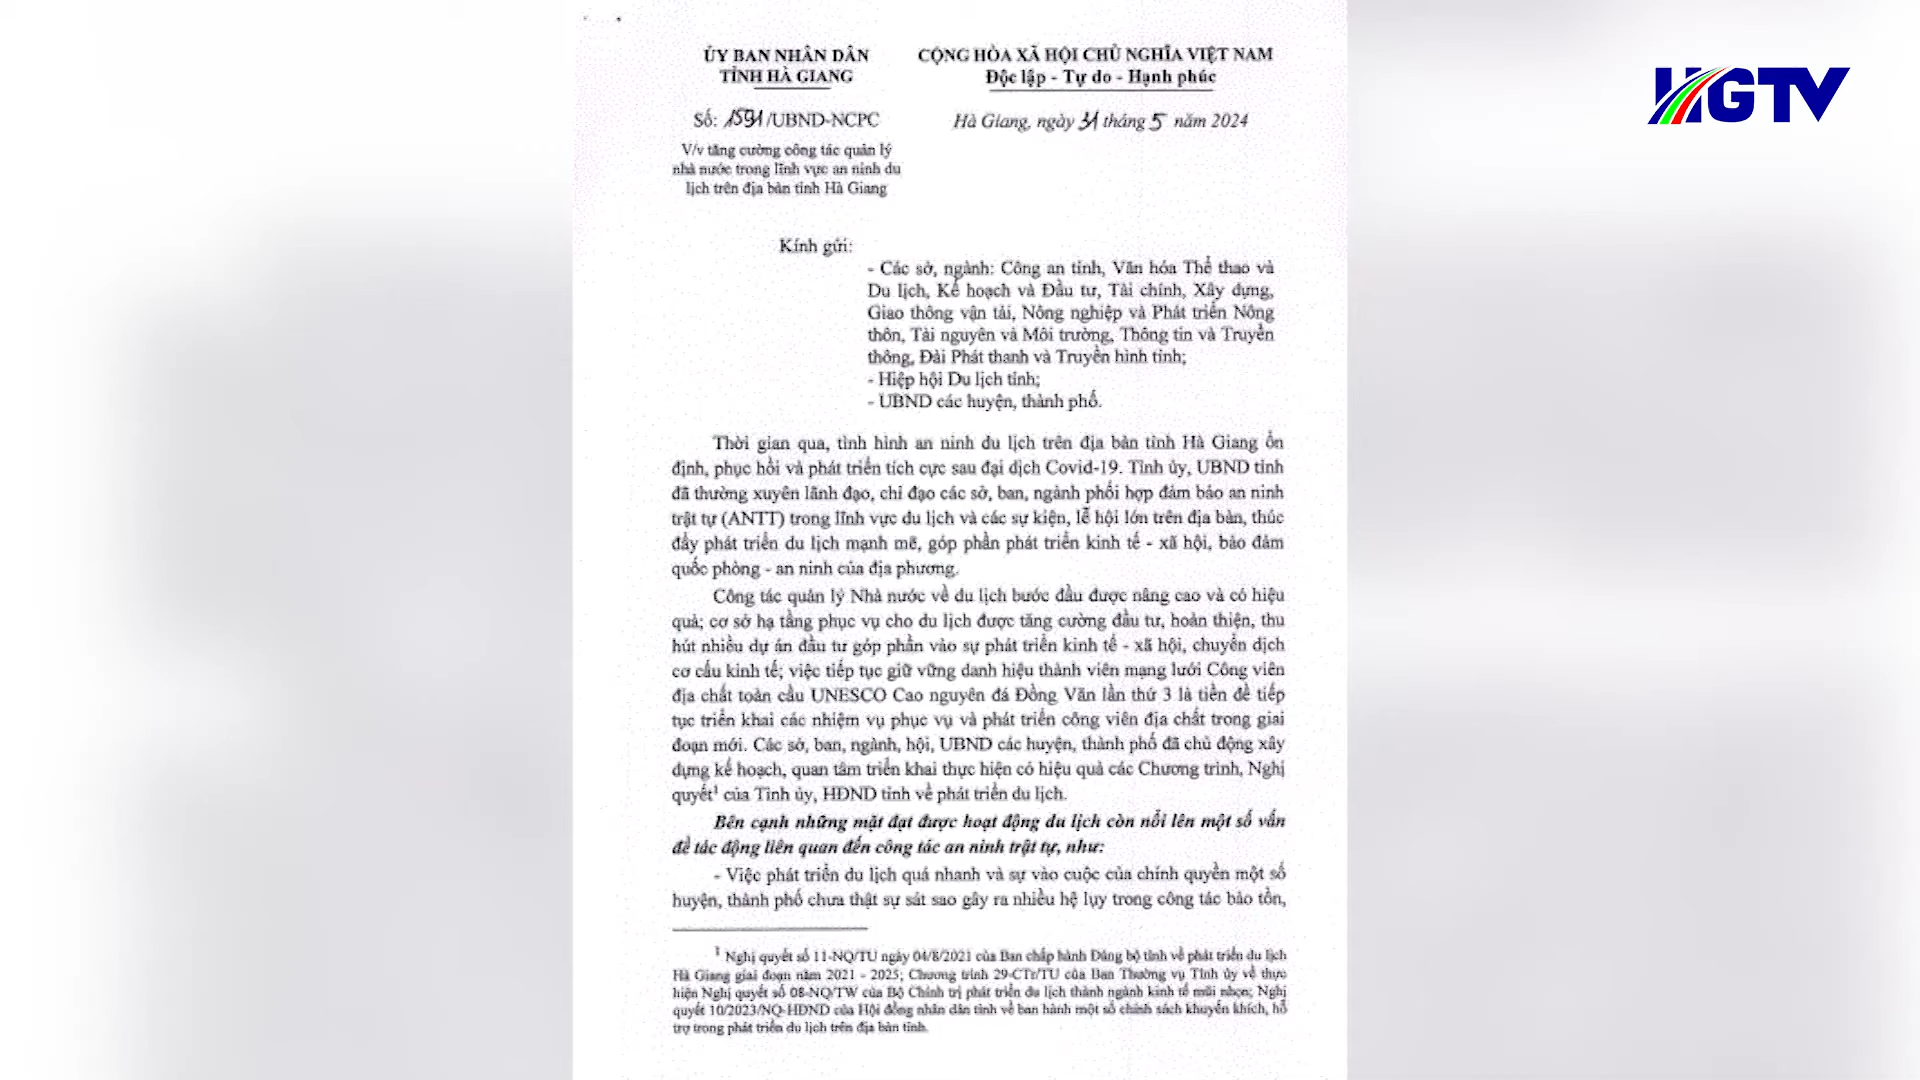 ỦY BAN NHÂN DÂN
TỈNH HÀ GIANG
CỘNG HÒA XÃ HỘI CHỦ NGHĨA VIỆT NAM
Độc lập - Tự do - Hạnh phúc
HGTV
Số: 1591/UBND-NCPC
Hà Giang, ngày 31 tháng 5 năm 2024
V/v tăng cường công tác quản lý
nhà nước trong lĩnh vực an ninh du
lịch trên địa bàn tỉnh Hà Giang
Kính gửi:
- Các sở, ngành: Công an tỉnh, Văn hóa Thể thao và
Du lịch, Kế hoạch và Đầu tư, Tài chính, Xây dựng,
Giao thông vận tải, Nông nghiệp và Phát triển Nông
thôn, Tài nguyên và Môi trường, Thông tin và Truyền
thông, Đài Phát thanh và Truyền hình tỉnh;
- Hiệp hội Du lịch tỉnh;
- UBND các huyện, thành phố.
Thời gian qua, tình hình an ninh du lịch trên địa bàn tỉnh Hà Giang ổn
định, phục hồi và phát triển tích cực sau đại dịch Covid-19. Tỉnh ủy, UBND tỉnh
đã thường xuyên lãnh đạo, chỉ đạo các sở, ban, ngành phối hợp đảm bảo an ninh
trật tự (ANTT) trong lĩnh vực du lịch và các sự kiện, lễ hội lớn trên địa bàn, thúc
đẩy phát triển du lịch mạnh mẽ, góp phần phát triển kinh tế - xã hội, bảo đảm
quốc phòng - an ninh của địa phương.
Công tác quản lý Nhà nước về du lịch bước đầu được nâng cao và có hiệu
quả; cơ sở hạ tầng phục vụ cho du lịch được tăng cường đầu tư, hoàn thiện, thu
hút nhiều dự án đầu tư góp phần vào sự phát triển kinh tế - xã hội, chuyển dịch
cơ cấu kinh tế; việc tiếp tục giữ vững danh hiệu thành viên mạng lưới Công viên
địa chất toàn cầu UNESCO Cao nguyên đá Đồng Văn lần thứ 3 là tiền đề tiếp
tục triển khai các nhiệm vụ phục vụ và phát triển công viên địa chất trong giai
đoạn mới. Các sở, ban, ngành, hội, UBND các huyện, thành phố đã chủ động xây
dựng kế hoạch, quan tâm triển khai thực hiện có hiệu quả các Chương trình, Nghị
quyết¹ của Tỉnh ủy, HĐND tỉnh về phát triển du lịch.
Bên cạnh những mặt đạt được hoạt động du lịch còn nổi lên một số vấn
đề tác động liên quan đến công tác an ninh trật tự, như:
- Việc phát triển du lịch quá nhanh và sự vào cuộc của chính quyền một số
huyện, thành phố chưa thật sự sát sao gây ra nhiều hệ lụy trong công tác bảo tồn,
¹ Nghị quyết số 11-NQ/TU ngày 04/8/2021 của Ban chấp hành Đảng bộ tỉnh về phát triển du lịch
Hà Giang giai đoạn năm 2021 - 2025; Chương trình 29-CTr/TU của Ban Thường vụ Tỉnh ủy về thực
hiện Nghị quyết số 08-NQ/TW của Bộ Chính trị phát triển du lịch thành ngành kinh tế mũi nhọn; Nghị
quyết 10/2023/NQ-HĐND của Hội đồng nhân dân tỉnh về ban hành một số chính sách khuyến khích, hỗ
trợ trong phát triển du lịch trên địa bàn tỉnh.